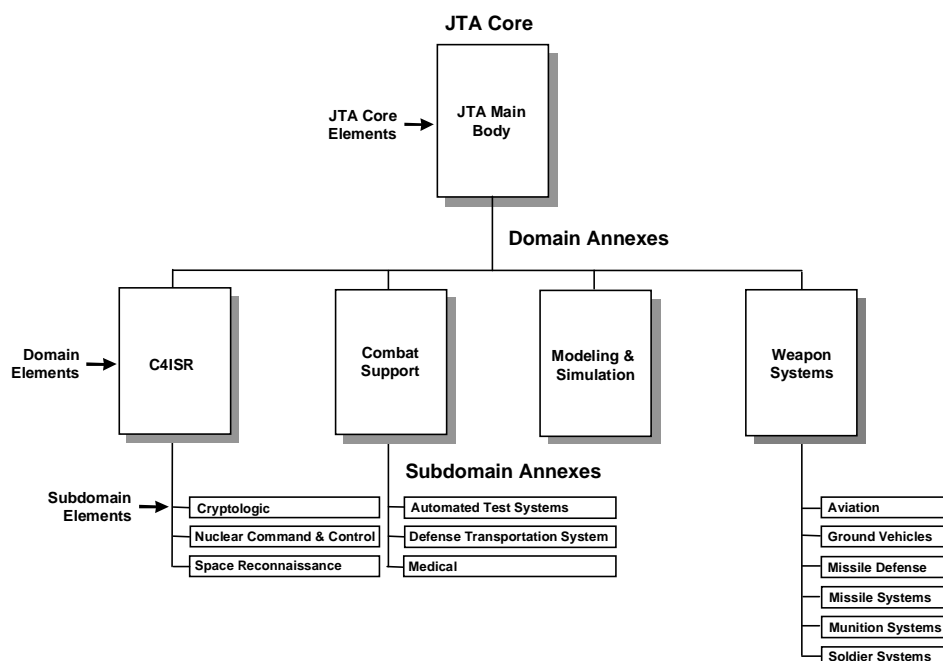 JTA Core
JTA Core
Elements
JTA Main
Body
Domain Annexes
Domain
Elements
C4ISR
Combat
Support
Modeling &
Simulation
Weapon
Systems
Subdomain Annexes
Subdomain
Elements
Cryptologic
Nuclear Command & Control
Space Reconnaissance
Automated Test Systems
Defense Transportation System
Medical
Aviation
Ground Vehicles
Missile Defense
Missile Systems
Munition Systems
Soldier Systems